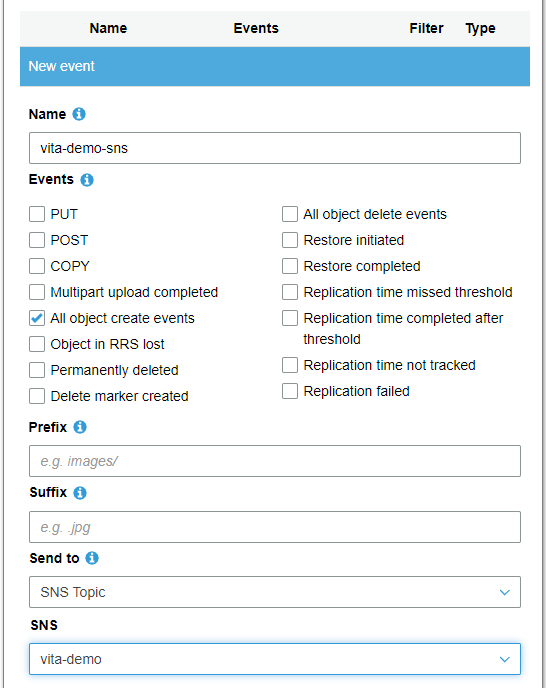 Name Events Filter Type
New event
Name
vita-demo-sns
Events
PUT
POST
COPY
Multipart upload completed
All object create events
Object in RRS lost
Permanently deleted
Delete marker created
All object delete events
Restore initiated
Restore completed
Replication time missed threshold
Replication time completed after
threshold
Replication time not tracked
Replication failed
Prefix
e.g. images/
Suffix
e.g. .jpg
Send to
SNS Topic
SNS
vita-demo